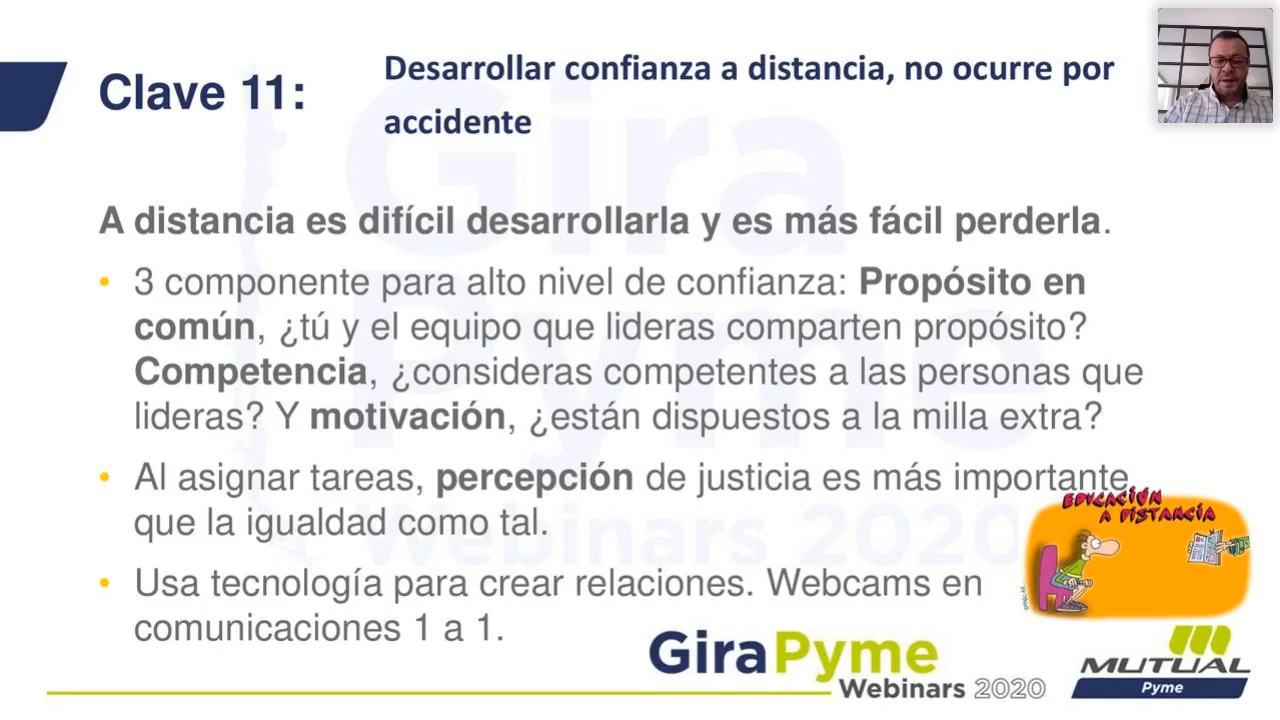 Clave 11:
Desarrollar confianza a distancia, no ocurre por
accidente
A distancia es difícil desarrollarla y es más fácil perderla.
• 3 componente para alto nivel de confianza: Propósito en
común, ¿tú y el equipo que lideras comparten propósito?
Competencia, ¿consideras competentes a las personas que
lideras? Y motivación, ¿están dispuestos a la milla extra?
• Al asignar tareas, percepción de justicia es más importante
que la igualdad como tal.
• Usa tecnología para crear relaciones. Webcams en
comunicaciones 1 a 1.
EDUCACIÓN
A DISTANCIA
GiraPyme
Webinars 2020
MUTUAL
Pyme
Gira
Pyme
Webinars 2020